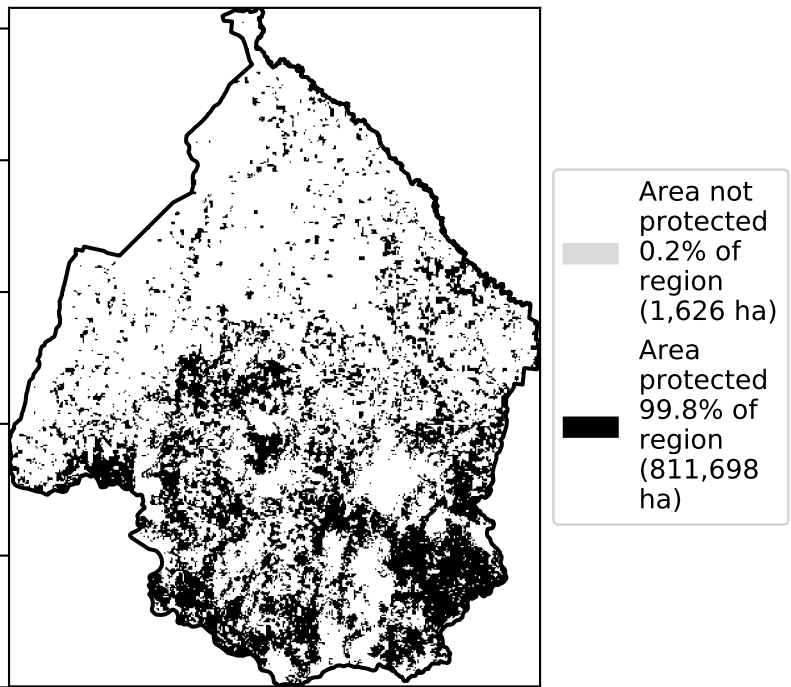 Area not
protected
0.2% of
region
(1,626 ha)
Area
protected
99.8% of
region
(811,698
ha)